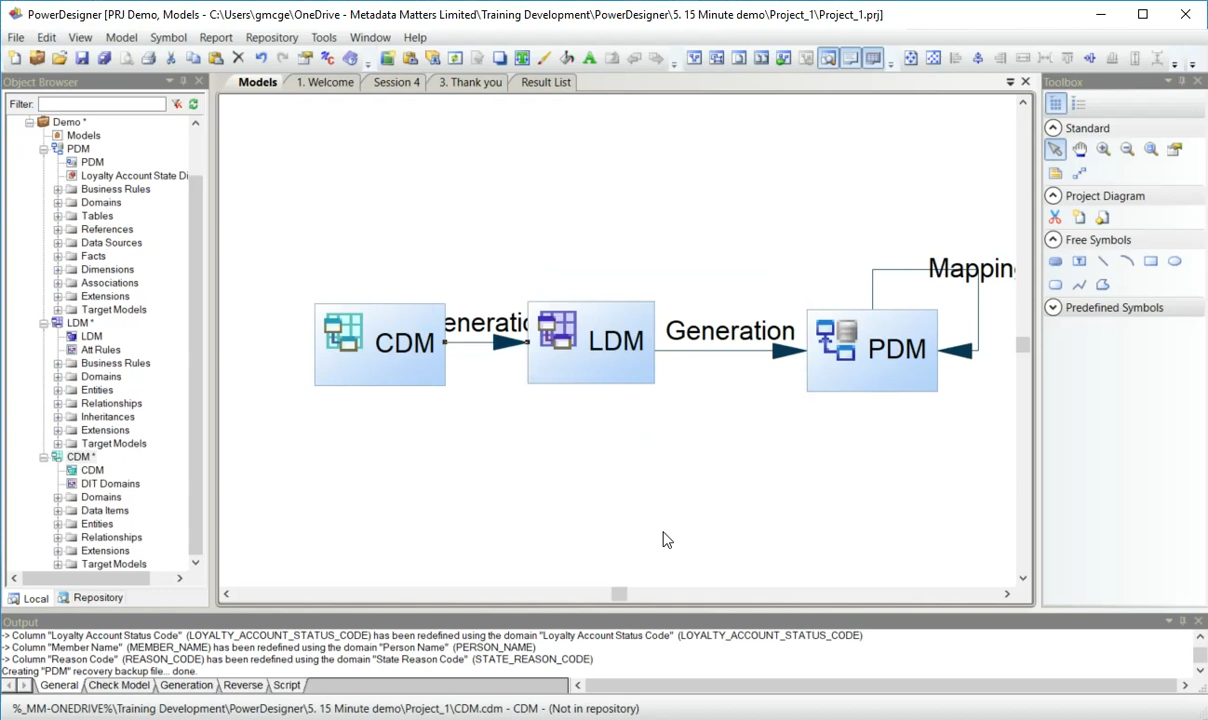 PowerDesigner [PRJ Demo, Models - C:\Users\gmcge\OneDrive - Metadata Matters Limited\Training Development\PowerDesigner\5. 15 Minute demo\Project_1\Project_1.prj]
File Edit View Model Symbol Report Repository Tools Window Help
Object Browser
Filter:
Demo *
Models
PDM
PDM
Loyalty Account State Di
Business Rules
Domains
Tables
References
Data Sources
Facts
Dimensions
Associations
Extensions
Target Models
LDM *
LDM
Att Rules
Business Rules
Domains
Entities
Relationships
Inheritances
Extensions
Target Models
CDM *
CDM
DIT Domains
Domains
Data Items
Entities
Relationships
Extensions
Target Models
Local Repository
Models 1. Welcome Session 4 3. Thank you Result List
Mappin
CDM
eneratio
LDM
Generation
PDM
Toolbox
Standard
Project Diagram
Free Symbols
Predefined Symbols
Output
-> Column "Loyalty Account Status Code" (LOYALTY_ACCOUNT_STATUS_CODE) has been redefined using the domain "Loyalty Account Status Code" (LOYALTY_ACCOUNT_STATUS_CODE)
-> Column "Member Name" (MEMBER_NAME) has been redefined using the domain "Person Name" (PERSON_NAME)
-> Column "Reason Code" (REASON_CODE) has been redefined using the domain "State Reason Code" (STATE_REASON_CODE)
Creating "PDM" recovery backup file... done.
General Check Model Generation Reverse Script
%_MM-ONEDRIVE%\Training Development\PowerDesigner\5. 15 Minute demo\Project_1\CDM.cdm - CDM - (Not in repository)